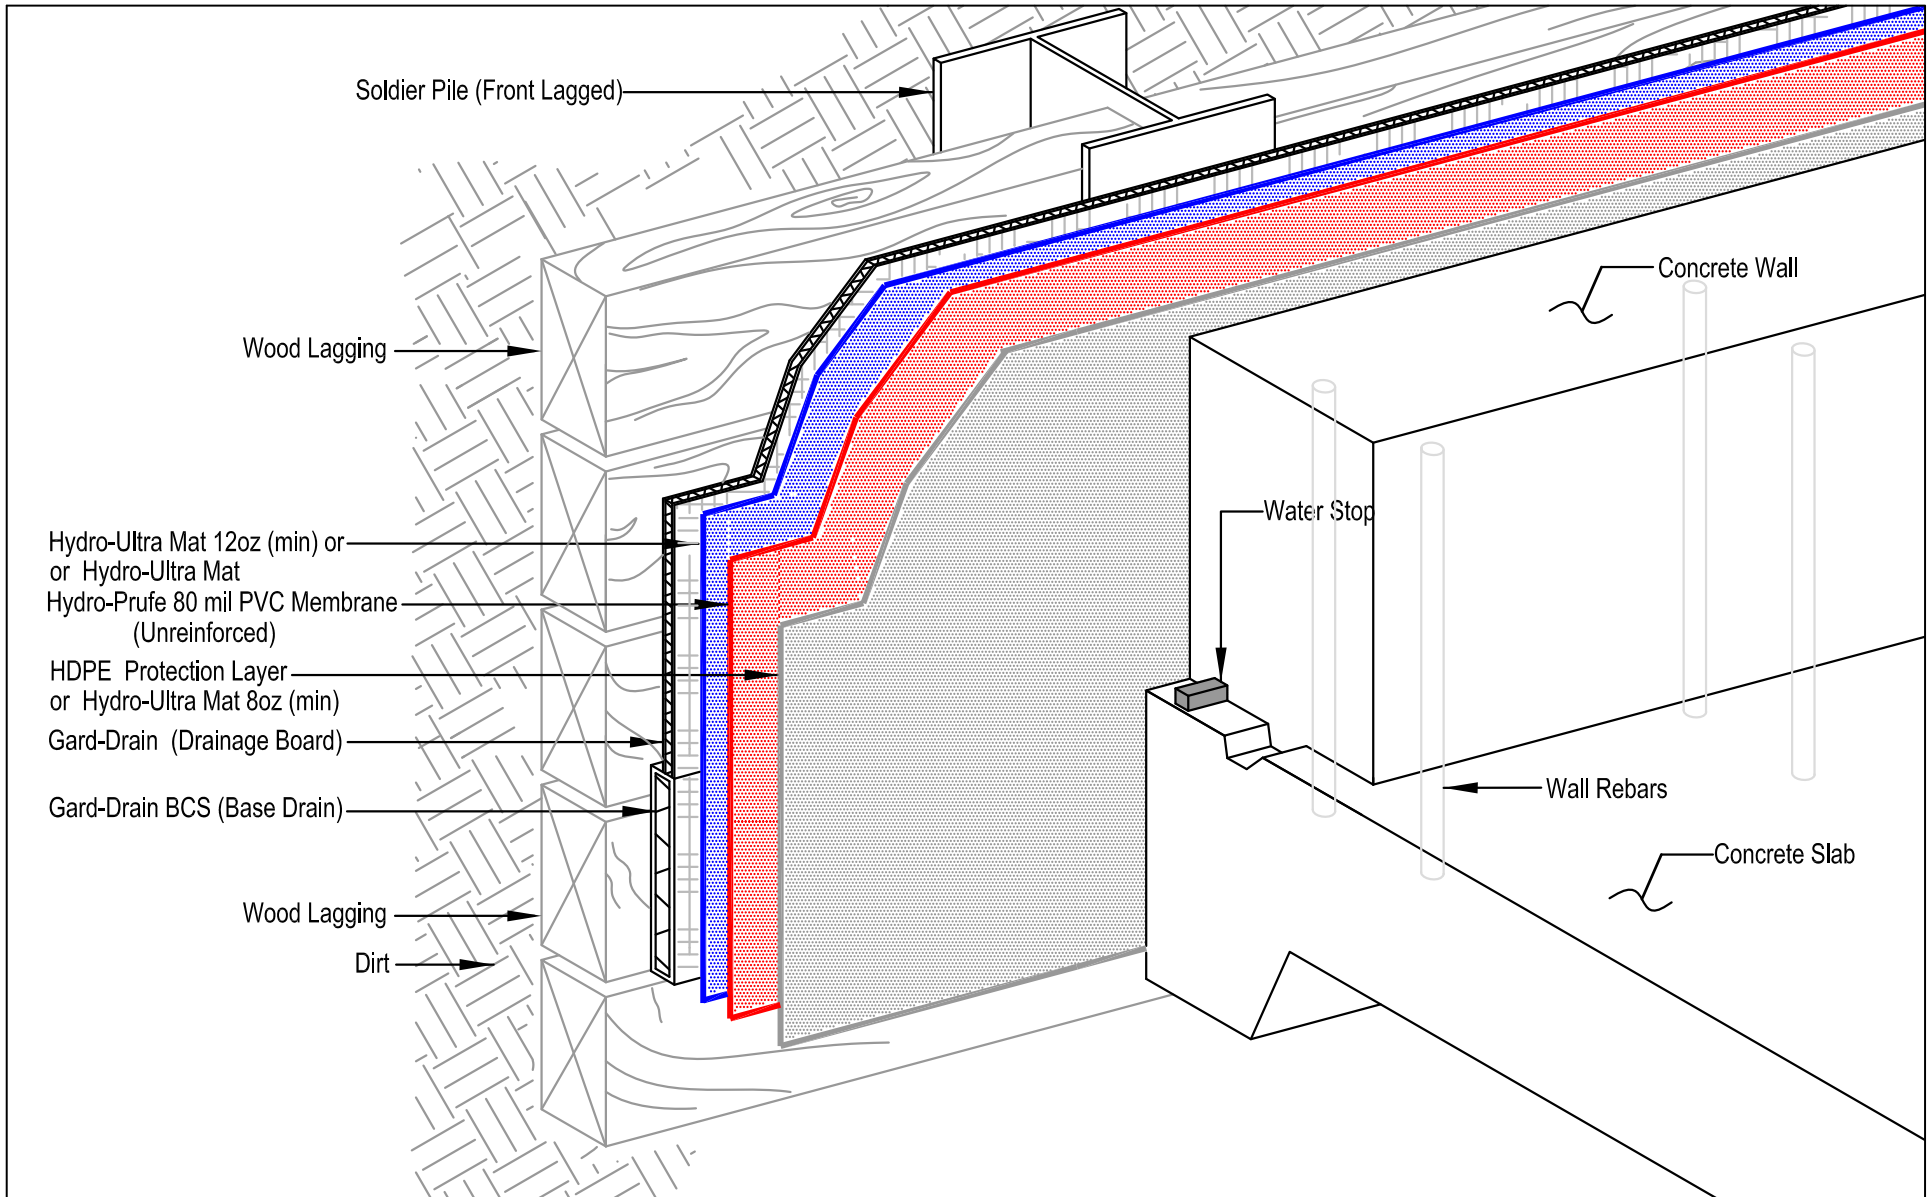 Soldier Pile (Front Lagged)
Concrete Wall
Wood Lagging
Water Stop
Hydro-Ultra Mat 12oz (min) or
or Hydro-Ultra Mat
Hydro-Prufe 80 mil PVC Membrane
(Unreinforced)
HDPE Protection Layer
or Hydro-Ultra Mat 8oz (min)
Gard-Drain (Drainage Board)
Wall Rebars
Gard-Drain BCS (Base Drain)
Concrete Slab
Wood Lagging
Dirt